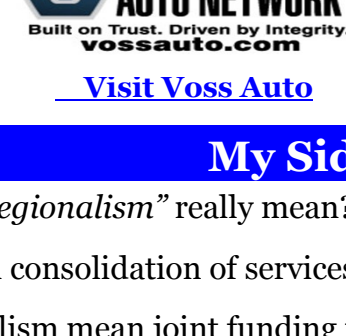 AUTO NETWORK
Built on Trust. Driven by Integrity.
vossauto.com
Visit Voss Auto
My Sid
egionalism” really mean?
consolidation of services
lism mean joint funding